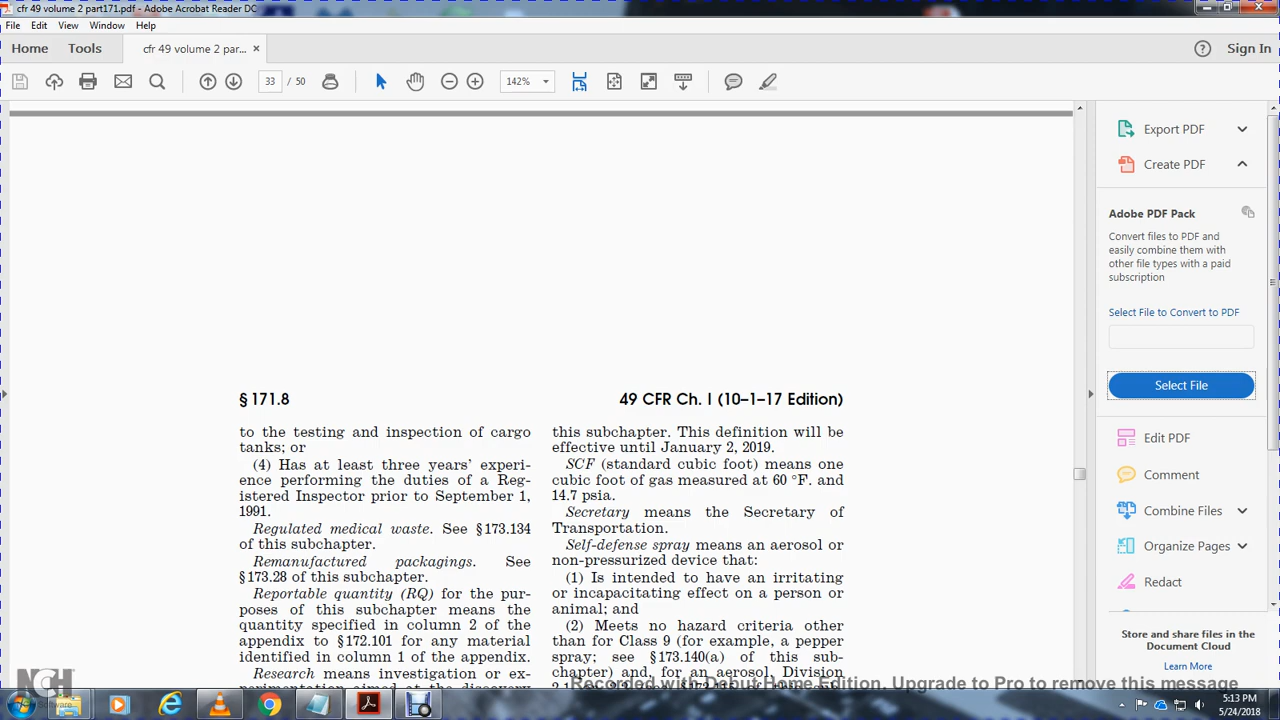 cfr 49 volume 2 part171.pdf - Adobe Acrobat Reader DC
File Edit View Window Help
Home Tools cfr 49 volume 2 par... × Sign In
33 / 50 142%
Export PDF
Create PDF
Adobe PDF Pack
Convert files to PDF and
easily combine them with
other file types with a paid
subscription
Select File to Convert to PDF
Select File
Edit PDF
Comment
Combine Files
Organize Pages
Redact
Store and share files in the
Document Cloud
Learn More
§ 171.8
49 CFR Ch. I (10–1–17 Edition)
to the testing and inspection of cargo
tanks; or
(4) Has at least three years' experi-
ence performing the duties of a Reg-
istered Inspector prior to September 1,
1991.
Regulated medical waste. See §173.134
of this subchapter.
Remanufactured packagings. See
§173.28 of this subchapter.
Reportable quantity (RQ) for the pur-
poses of this subchapter means the
quantity specified in column 2 of the
appendix to §172.101 for any material
identified in column 1 of the appendix.
Research means investigation or ex-
this subchapter. This definition will be
effective until January 2, 2019.
SCF (standard cubic foot) means one
cubic foot of gas measured at 60 °F. and
14.7 psia.
Secretary means the Secretary of
Transportation.
Self-defense spray means an aerosol or
non-pressurized device that:
(1) Is intended to have an irritating
or incapacitating effect on a person or
animal; and
(2) Meets no hazard criteria other
than for Class 9 (for example, a pepper
spray; see §173.140(a) of this sub-
chapter) and, for an aerosol, Division
Recorded with Debut Home Edition, Upgrade to Pro to remove this message
NCH
Software
5:13 PM
5/24/2018